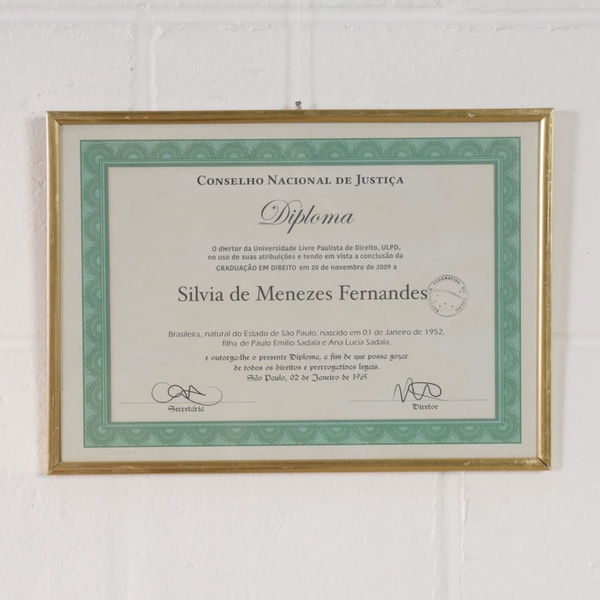 CONSELHO NACIONAL DE JUSTIÇA
Diploma
O diertor da Universidade Livre Paulista de Direito, ULPD,
no uso de suas atribuições e tendo em vista a conclusão da
GRADUAÇÃO EM DIREITO em 20 de novembro de 2009 a
Silvia de Menezes Fernandes
Brasileira, natural do Estado de São Paulo, nascido em 01 de Janeiro de 1952,
filha de Paulo Emilio Sadala e Ana Lucia Sadala,
e outorga-lhe o presente Diploma, a fim de que possa gozar
de todos os direitos e prerrogativas legais.
São Paulo, 02 de Janeiro de 1965
Secretária
Diretor